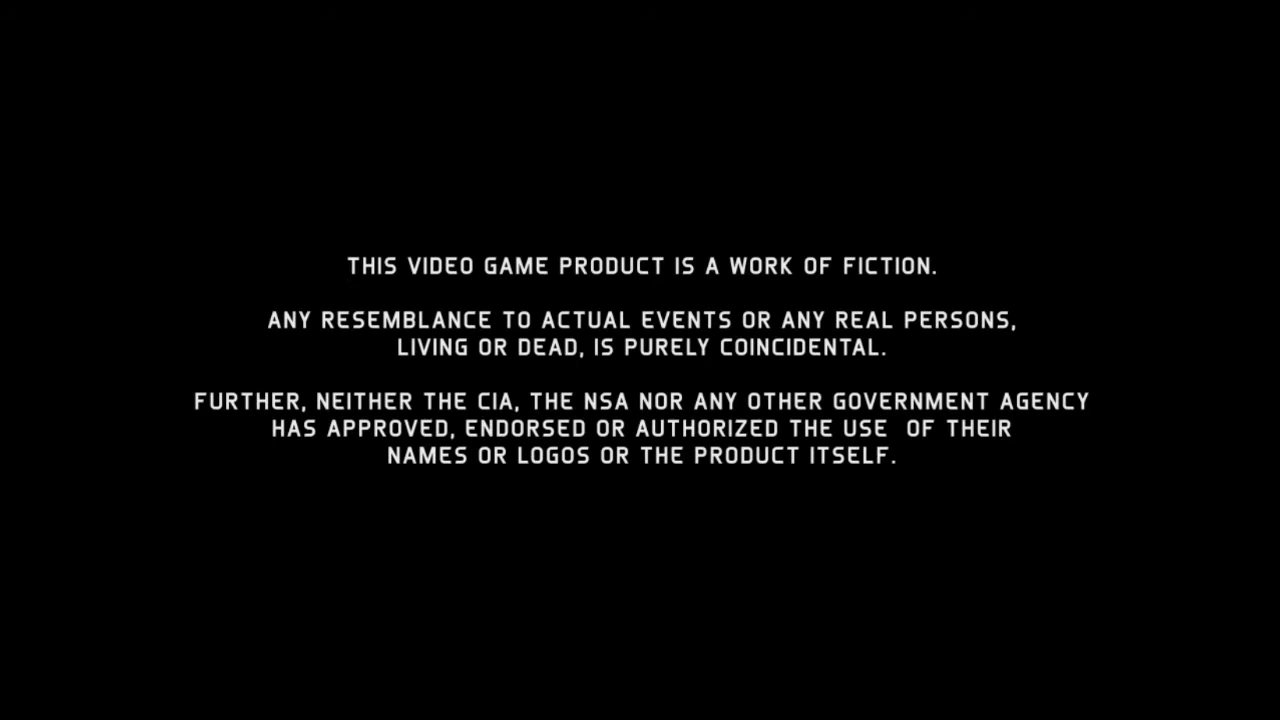 THIS VIDEO GAME PRODUCT IS A WORK OF FICTION.
ANY RESEMBLANCE TO ACTUAL EVENTS OR ANY REAL PERSONS,
LIVING OR DEAD, IS PURELY COINCIDENTAL.
FURTHER, NEITHER THE CIA, THE NSA NOR ANY OTHER GOVERNMENT AGENCY
HAS APPROVED, ENDORSED OR AUTHORIZED THE USE  OF THEIR
NAMES OR LOGOS OR THE PRODUCT ITSELF.